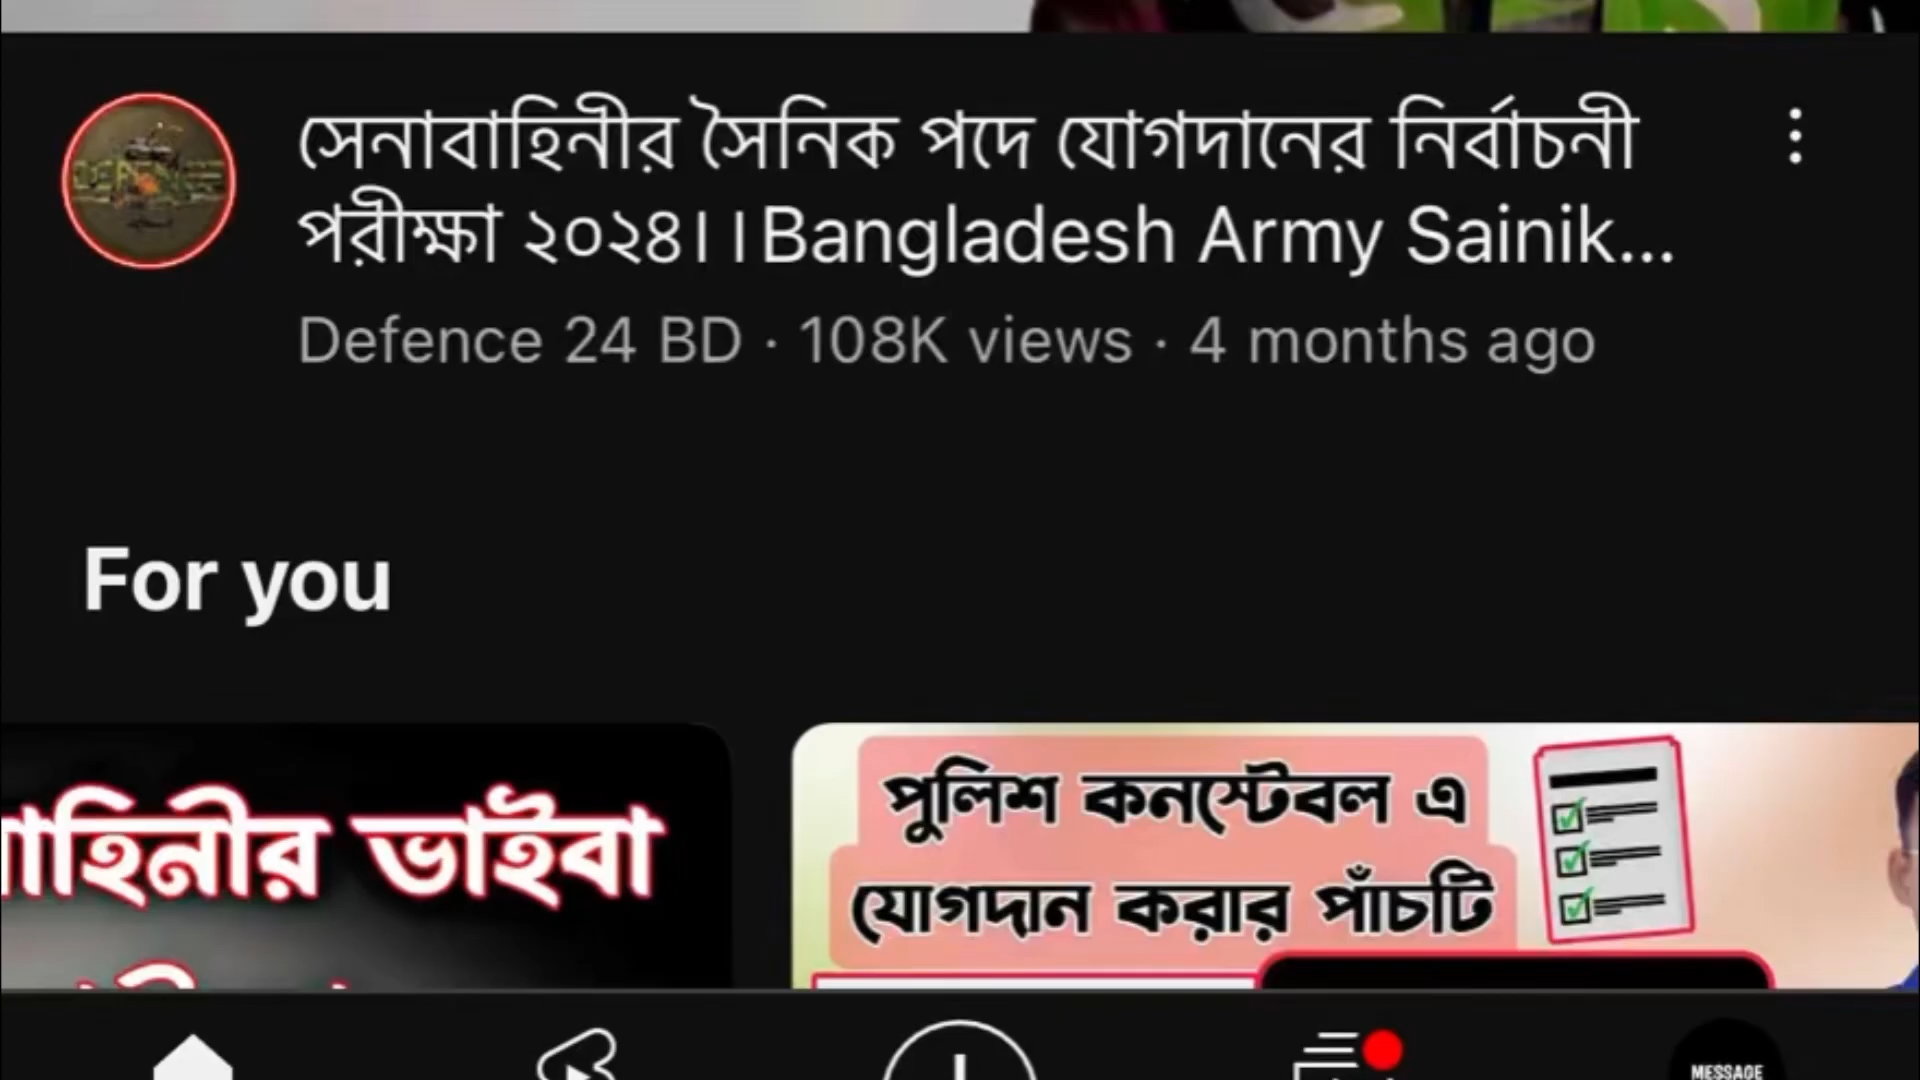 সেনাবাহিনীর সৈনিক পদে যোগদানের নির্বাচনী
পরীক্ষা ২০২৪।।Bangladesh Army Sainik...
Defence 24 BD · 108K views · 4 months ago
For you
াহিনীর ভাইবা
পুলিশ কনস্টেবল এ
যোগদান করার পাঁচটি
MESSAGE